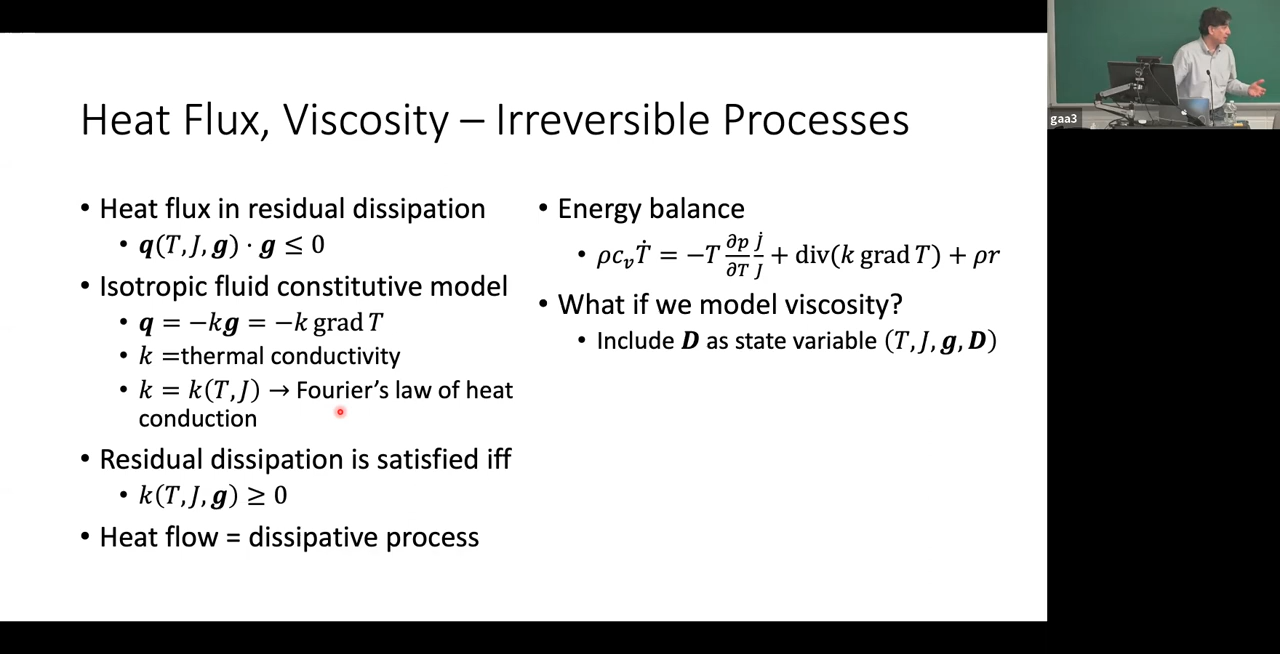 Heat Flux, Viscosity – Irreversible Processes
• Heat flux in residual dissipation
• q(T, J, g) · g ≤ 0
• Isotropic fluid constitutive model
• q = −kg = −k grad T
• k =thermal conductivity
• k = k(T, J) → Fourier's law of heat
conduction
• Residual dissipation is satisfied iff
• k(T, J, g) ≥ 0
• Heat flow = dissipative process
• Energy balance
• ρc_v Ṫ = −T ∂p/∂T J̇/J + div(k grad T) + ρr
• What if we model viscosity?
• Include D as state variable (T, J, g, D)
gaa3